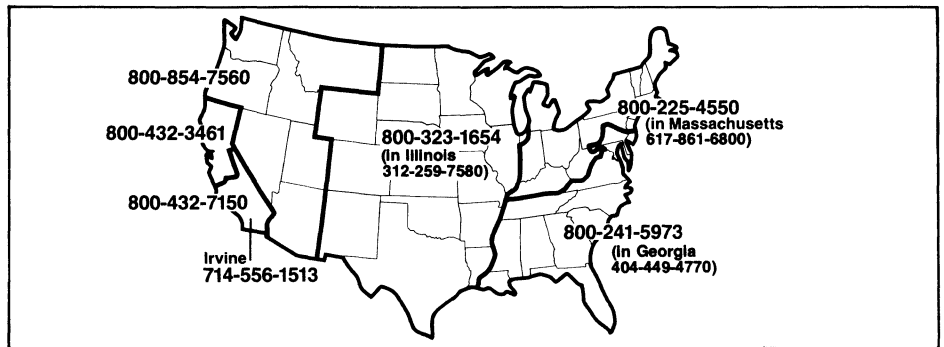 800-854-7560
800-432-3461
800-432-7150
Irvine
714-556-1513
800-323-1654
(in Illinois
312-259-7580)
800-225-4550
(in Massachusetts
617-861-6800)
800-241-5973
(in Georgia
404-449-4770)